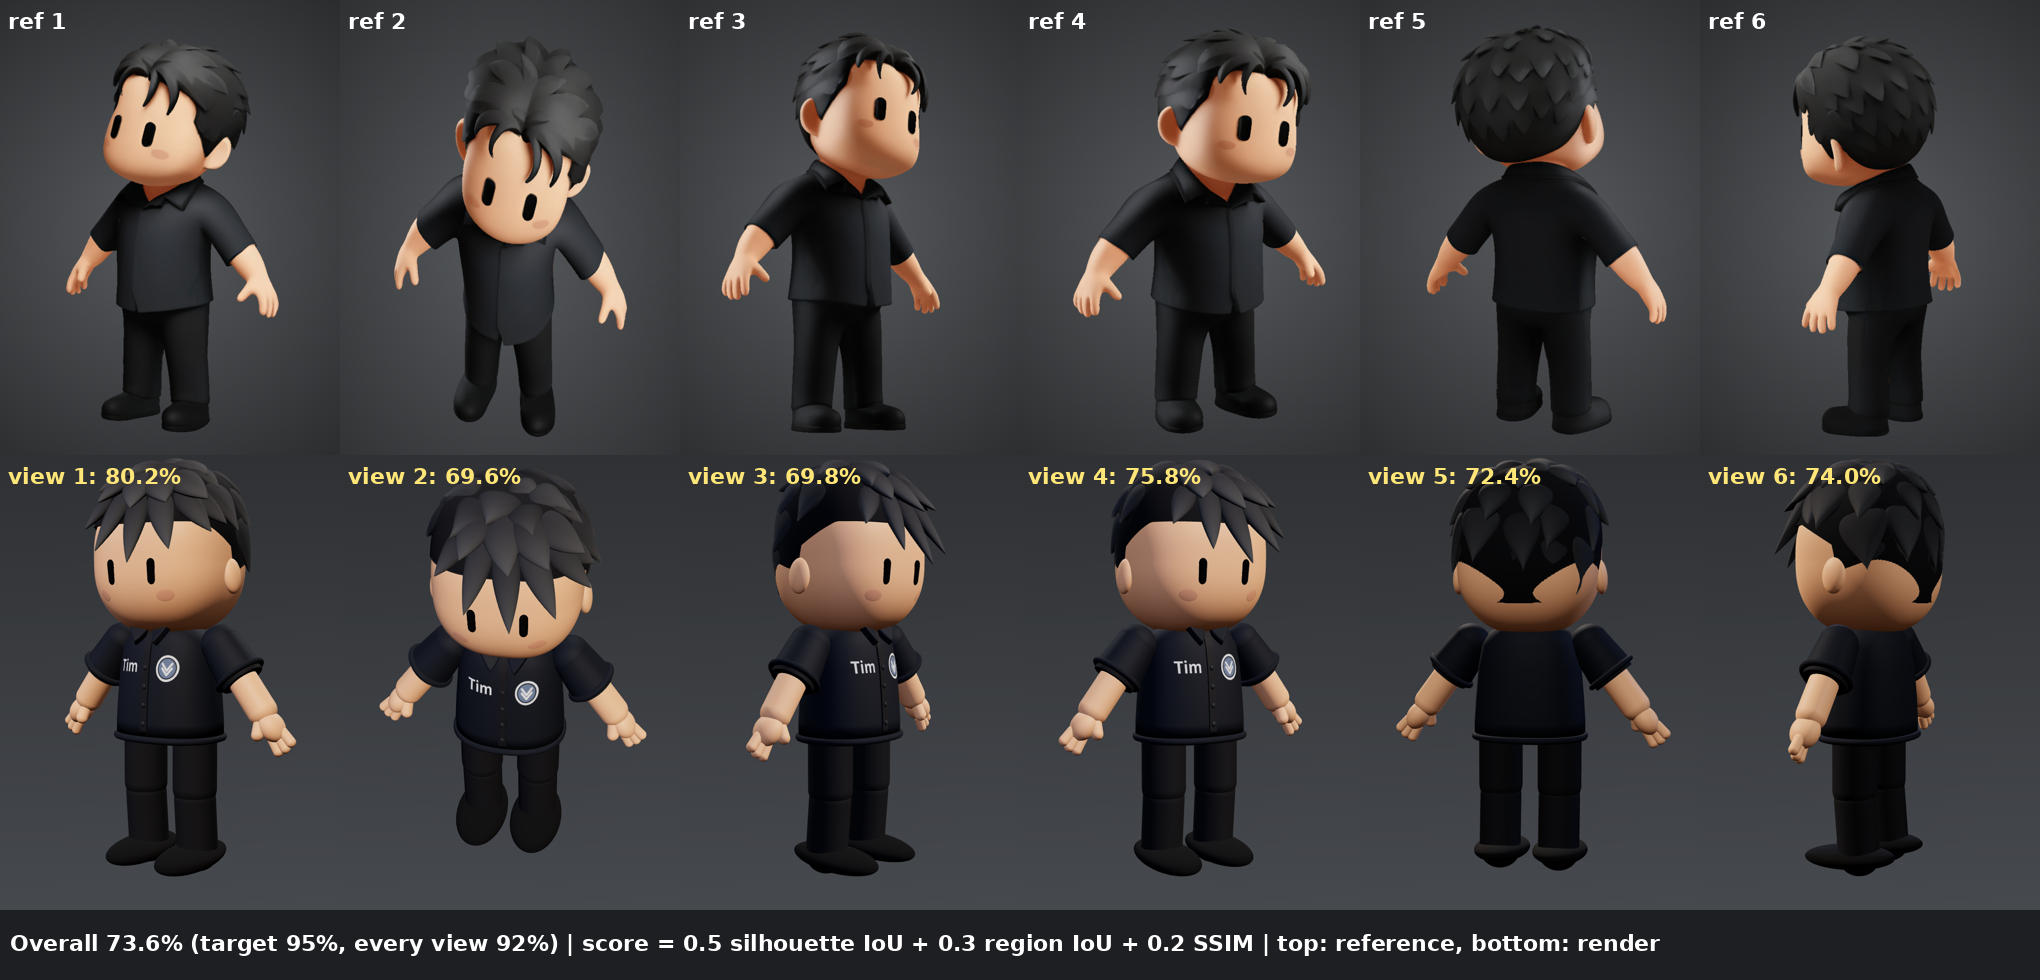 ref 1
ref 2
ref 3
ref 4
ref 5
ref 6
view 1: 80.2%
view 2: 69.6%
view 3: 69.8%
view 4: 75.8%
view 5: 72.4%
view 6: 74.0%
Tim
Tim
Tim
Tim
Overall 73.6% (target 95%, every view 92%) | score = 0.5 silhouette IoU + 0.3 region IoU + 0.2 SSIM | top: reference, bottom: render